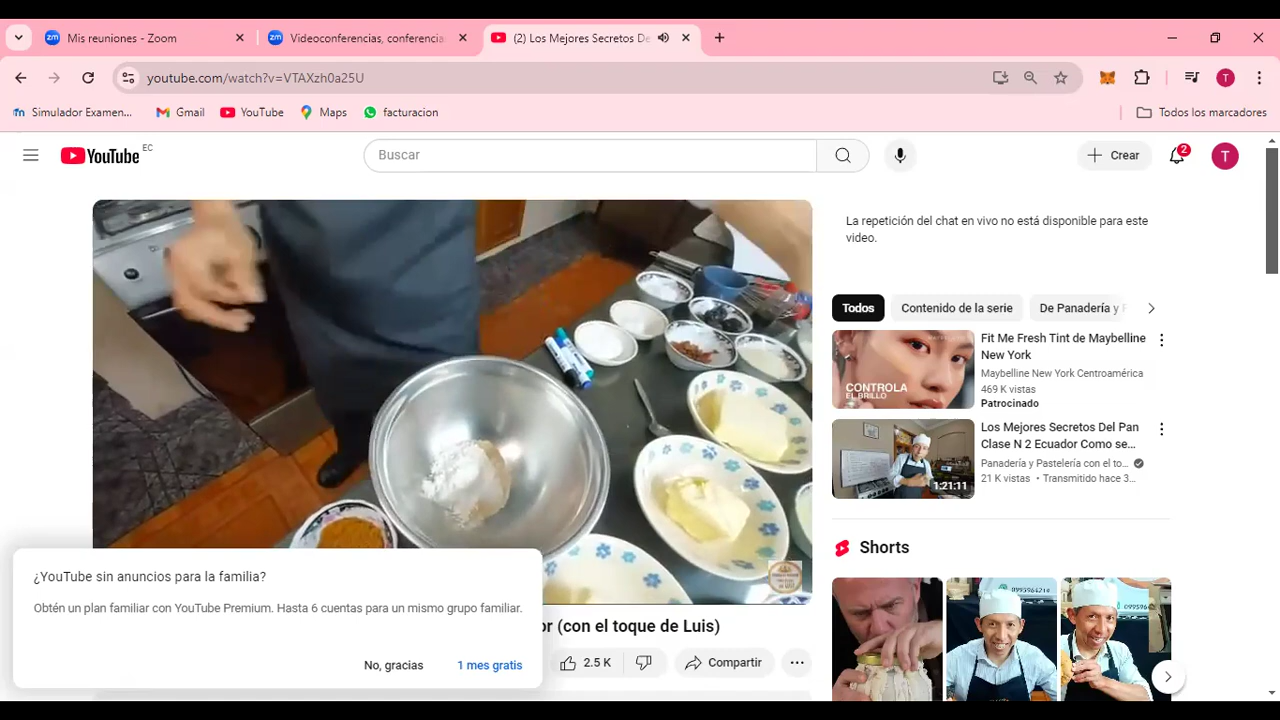 Mis reuniones - Zoom
Videoconferencias, conferencia
(2) Los Mejores Secretos De
youtube.com/watch?v=VTAXzh0a25U
Simulador Examen...
Gmail
YouTube
Maps
facturacion
Todos los marcadores
YouTube EC
Buscar
Crear
2
T
La repetición del chat en vivo no está disponible para este
video.
Todos
Contenido de la serie
De Panadería y
Fit Me Fresh Tint de Maybelline
New York
Maybelline New York Centroamérica
469 K vistas
Patrocinado
CONTROLA
EL BRILLO
Los Mejores Secretos Del Pan
Clase N 2 Ecuador Como se...
Panadería y Pastelería con el to...
21 K vistas • Transmitido hace 3...
1:21:11
Shorts
0995964214
¿YouTube sin anuncios para la familia?
Obtén un plan familiar con YouTube Premium. Hasta 6 cuentas para un mismo grupo familiar.
No, gracias
1 mes gratis
or (con el toque de Luis)
2.5 K
Compartir